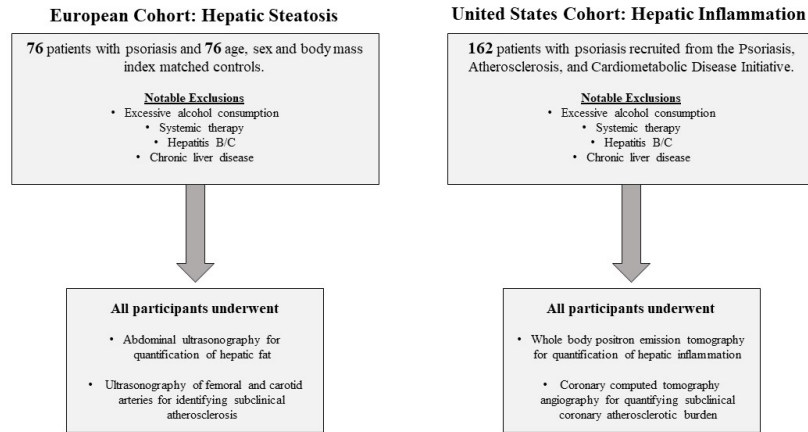 European Cohort: Hepatic Steatosis
76 patients with psoriasis and 76 age, sex and body mass
index matched controls.
Notable Exclusions
• Excessive alcohol consumption
• Systemic therapy
• Hepatitis B/C
• Chronic liver disease
All participants underwent
• Abdominal ultrasonography for
quantification of hepatic fat
• Ultrasonography of femoral and carotid
arteries for identifying subclinical
atherosclerosis
United States Cohort: Hepatic Inflammation
162 patients with psoriasis recruited from the Psoriasis,
Atherosclerosis, and Cardiometabolic Disease Initiative.
Notable Exclusions
• Excessive alcohol consumption
• Systemic therapy
• Hepatitis B/C
• Chronic liver disease
All participants underwent
• Whole body positron emission tomography
for quantification of hepatic inflammation
• Coronary computed tomography
angiography for quantifying subclinical
coronary atherosclerotic burden